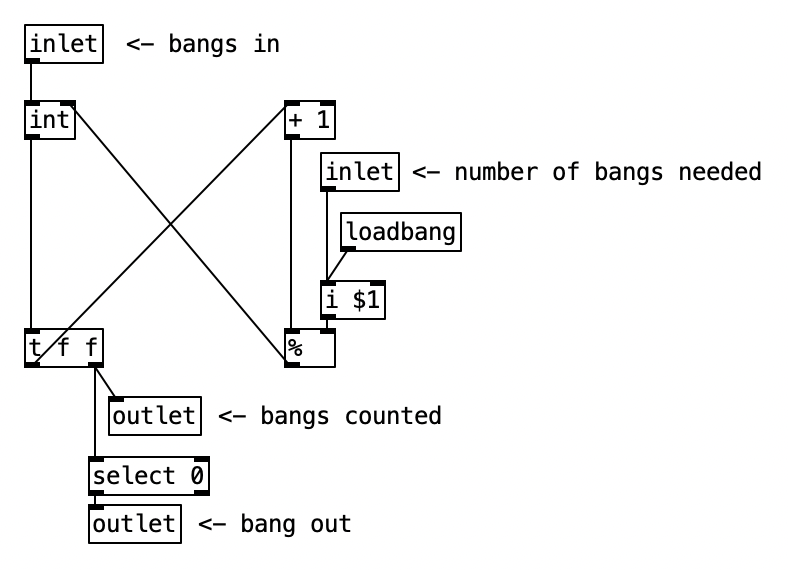 inlet <- bangs in
int
+ 1
inlet <- number of bangs needed
loadbang
i $1
t f f
%
outlet <- bangs counted
select 0
outlet <- bang out